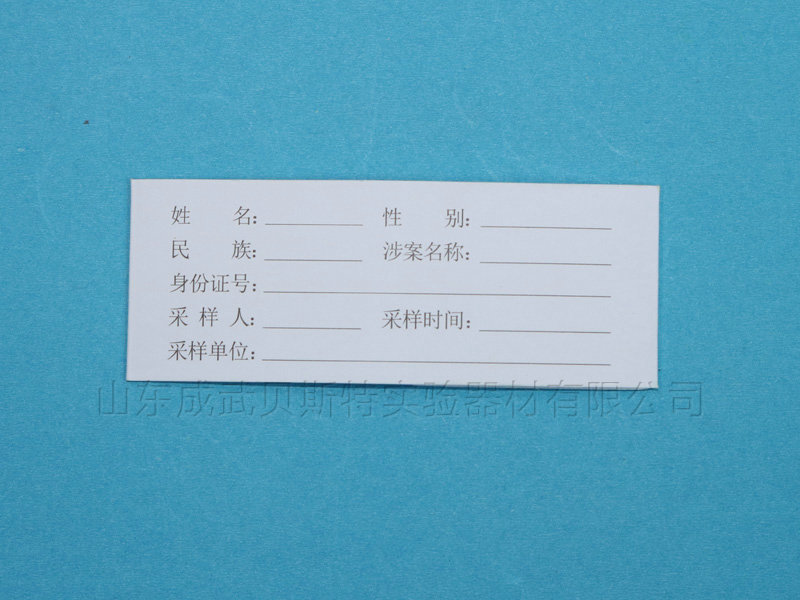 姓　　名：　性　　别：
民　　族：　涉案名称：
身份证号：
采 样 人：　采样时间：
采样单位：
山东成武贝斯特实验器材有限公司